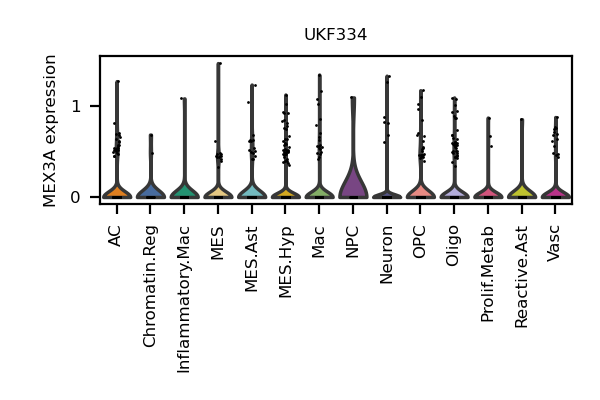 UKF334
MEX3A expression
1
0
AC
Chromatin.Reg
Inflammatory.Mac
MES
MES.Ast
MES.Hyp
Mac
NPC
Neuron
OPC
Oligo
Prolif.Metab
Reactive.Ast
Vasc